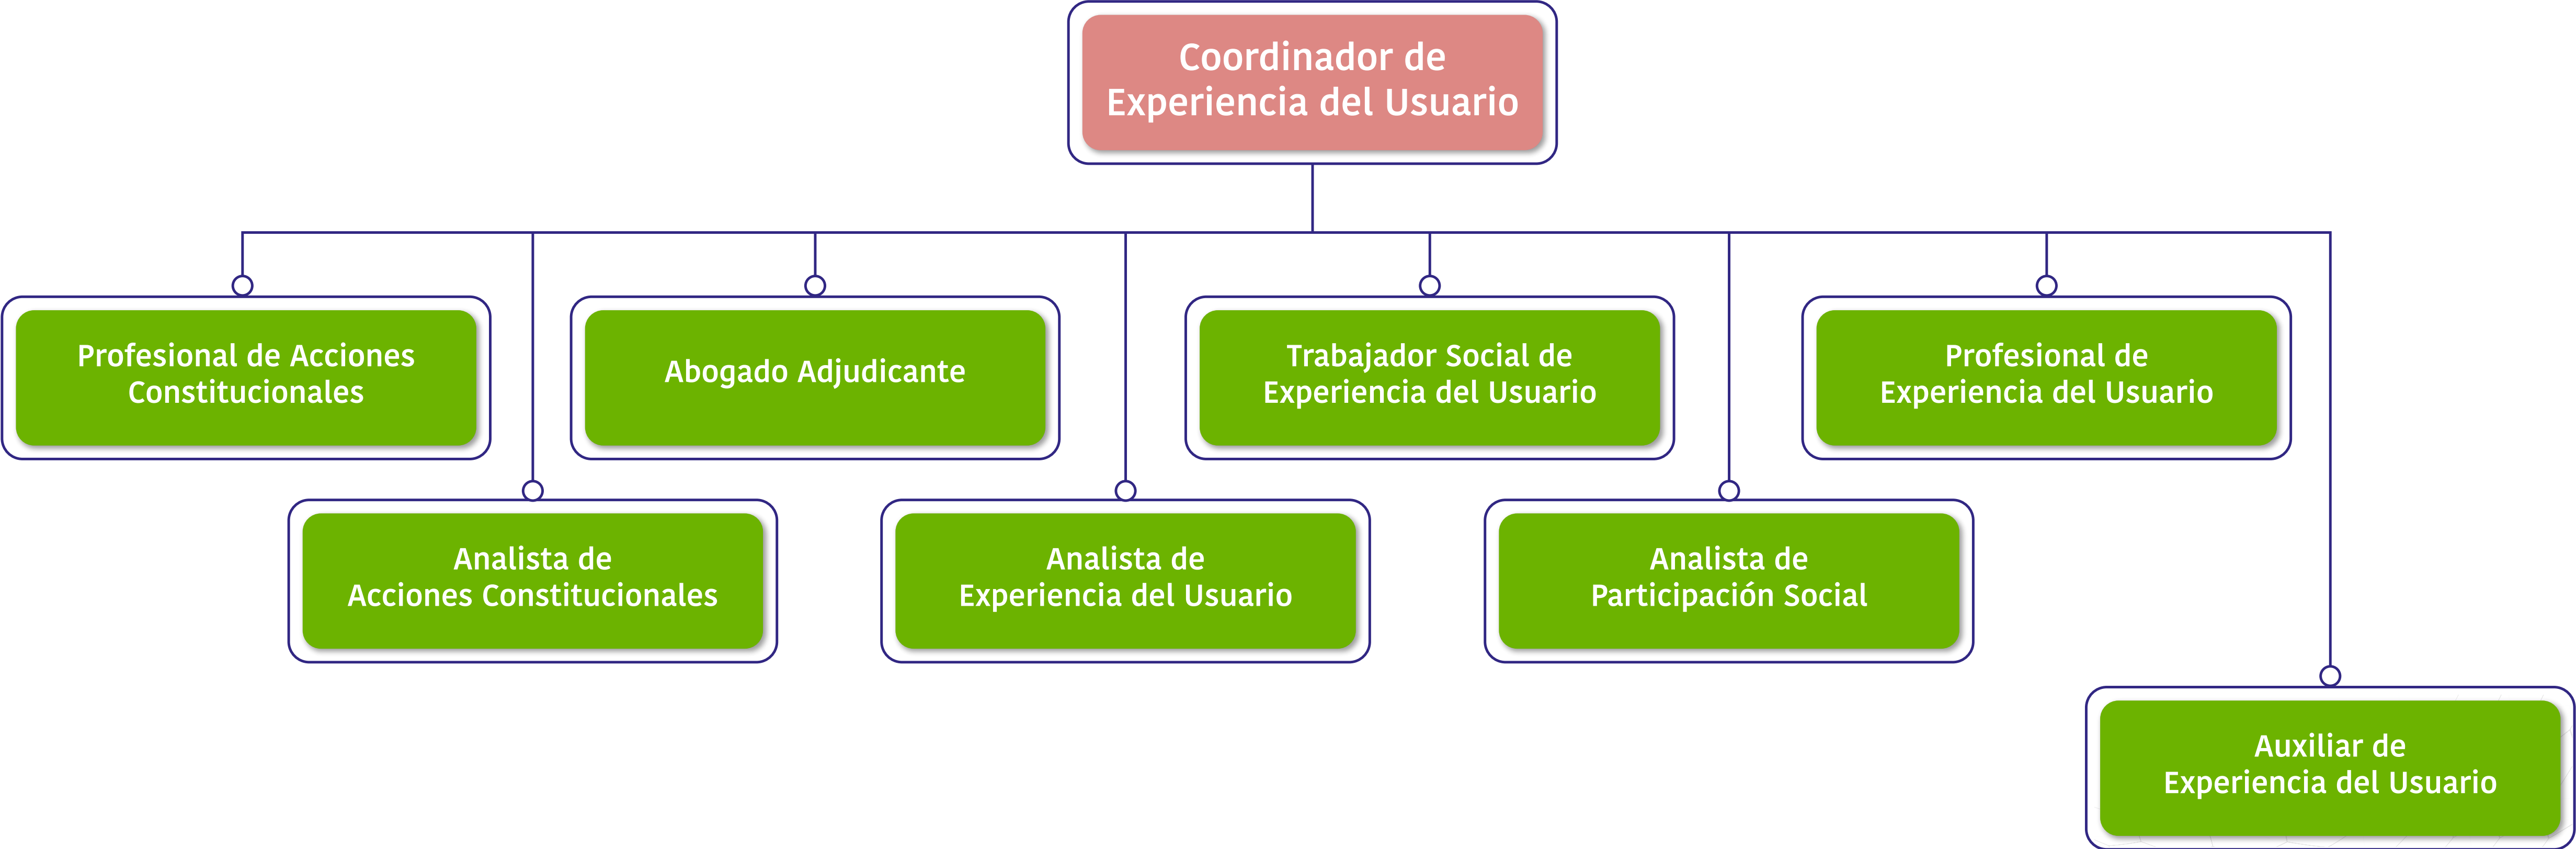 Coordinador de
Experiencia del Usuario
Profesional de Acciones
Constitucionales
Abogado Adjudicante
Trabajador Social de
Experiencia del Usuario
Profesional de
Experiencia del Usuario
Analista de
Acciones Constitucionales
Analista de
Experiencia del Usuario
Analista de
Participación Social
Auxiliar de
Experiencia del Usuario